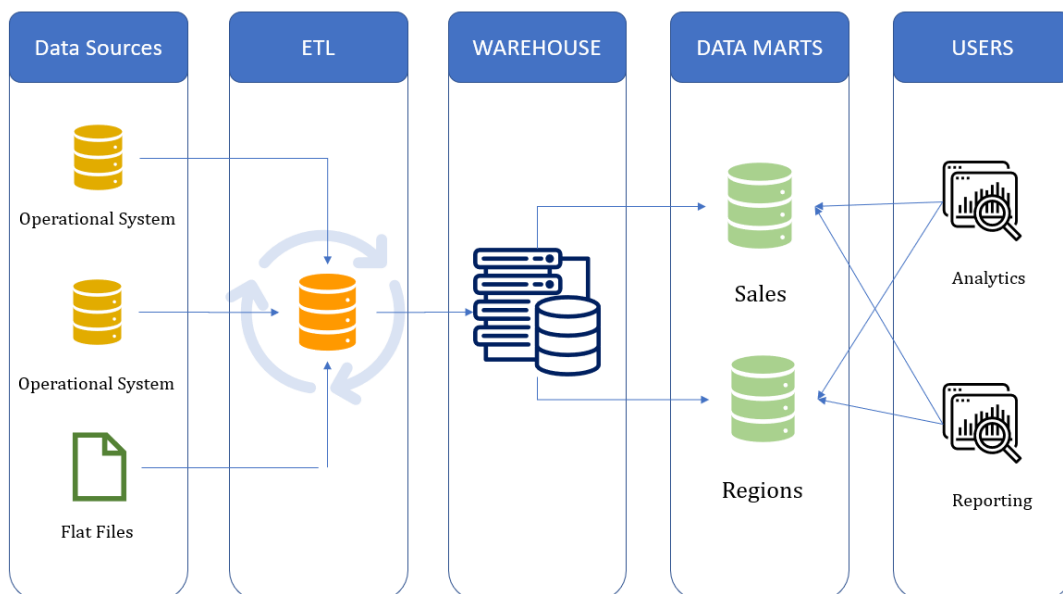 Data Sources
ETL
WAREHOUSE
DATA MARTS
USERS
Operational System
Operational System
Flat Files
Sales
Regions
Analytics
Reporting